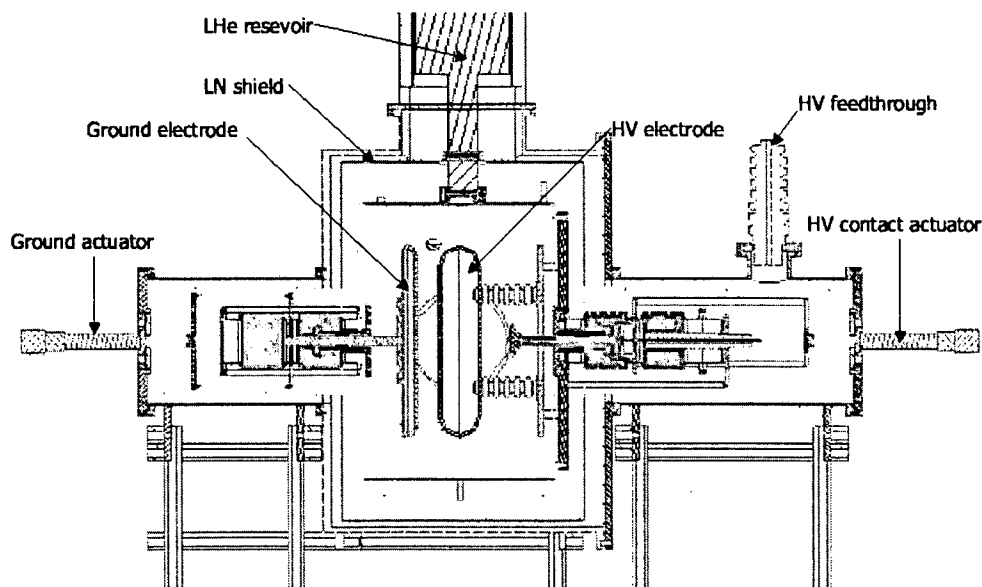 LHe resevoir
LN shield
Ground electrode
HV electrode
HV feedthrough
Ground actuator
HV contact actuator